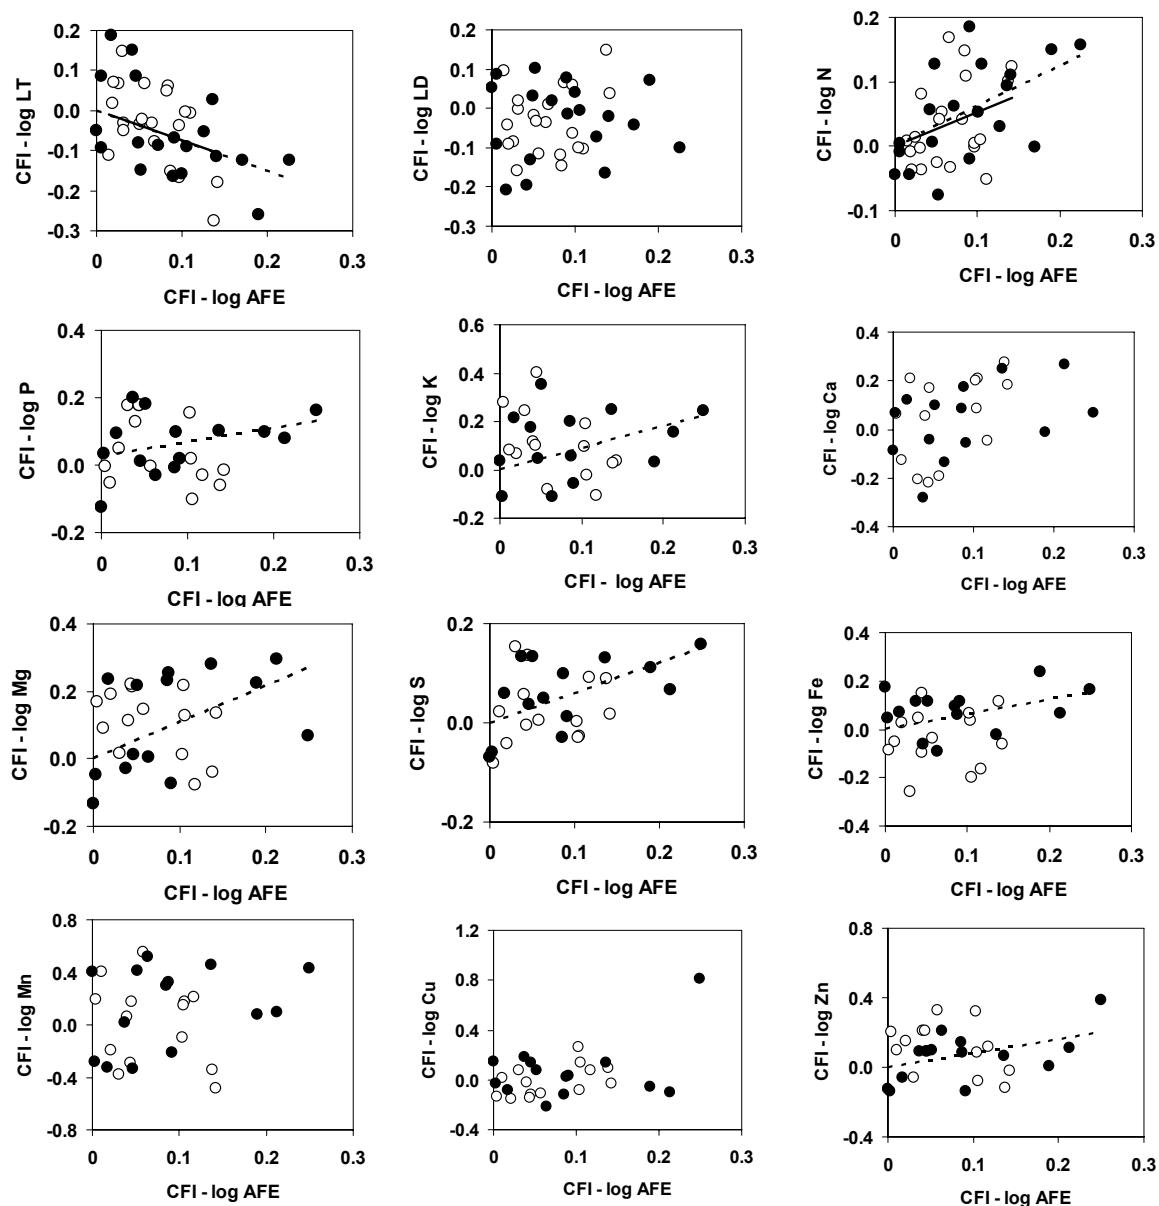 0.2
0.1
0.0
-0.1
-0.2
-0.3
CFI - log LT
0 0.1 0.2 0.3
CFI - log AFE
0.2
0.1
0.0
-0.1
-0.2
-0.3
CFI - log LD
0 0.1 0.2 0.3
CFI - log AFE
0.2
0.1
0.0
-0.1
CFI - log N
0 0.1 0.2 0.3
CFI - log AFE
0.4
0.2
0.0
-0.2
CFI - log P
0 0.1 0.2 0.3
CFI - log AFE
0.6
0.4
0.2
0.0
-0.2
CFI - log K
0 0.1 0.2 0.3
CFI - log AFE
0.4
0.2
0.0
-0.2
-0.4
CFI - log Ca
0 0.1 0.2 0.3
CFI - log AFE
0.4
0.2
0.0
-0.2
CFI - log Mg
0 0.1 0.2 0.3
CFI - log AFE
0.2
0.0
-0.2
CFI - log S
0 0.1 0.2 0.3
CFI - log AFE
0.4
0.2
0.0
-0.2
-0.4
CFI - log Fe
0 0.1 0.2 0.3
CFI - log AFE
0.8
0.4
0.0
-0.4
-0.8
CFI - log Mn
0 0.1 0.2 0.3
CFI - log AFE
1.2
0.8
0.4
0.0
-0.4
CFI - log Cu
0 0.1 0.2 0.3
CFI - log AFE
0.8
0.4
0.0
-0.4
CFI - log Zn
0 0.1 0.2 0.3
CFI - log AFE